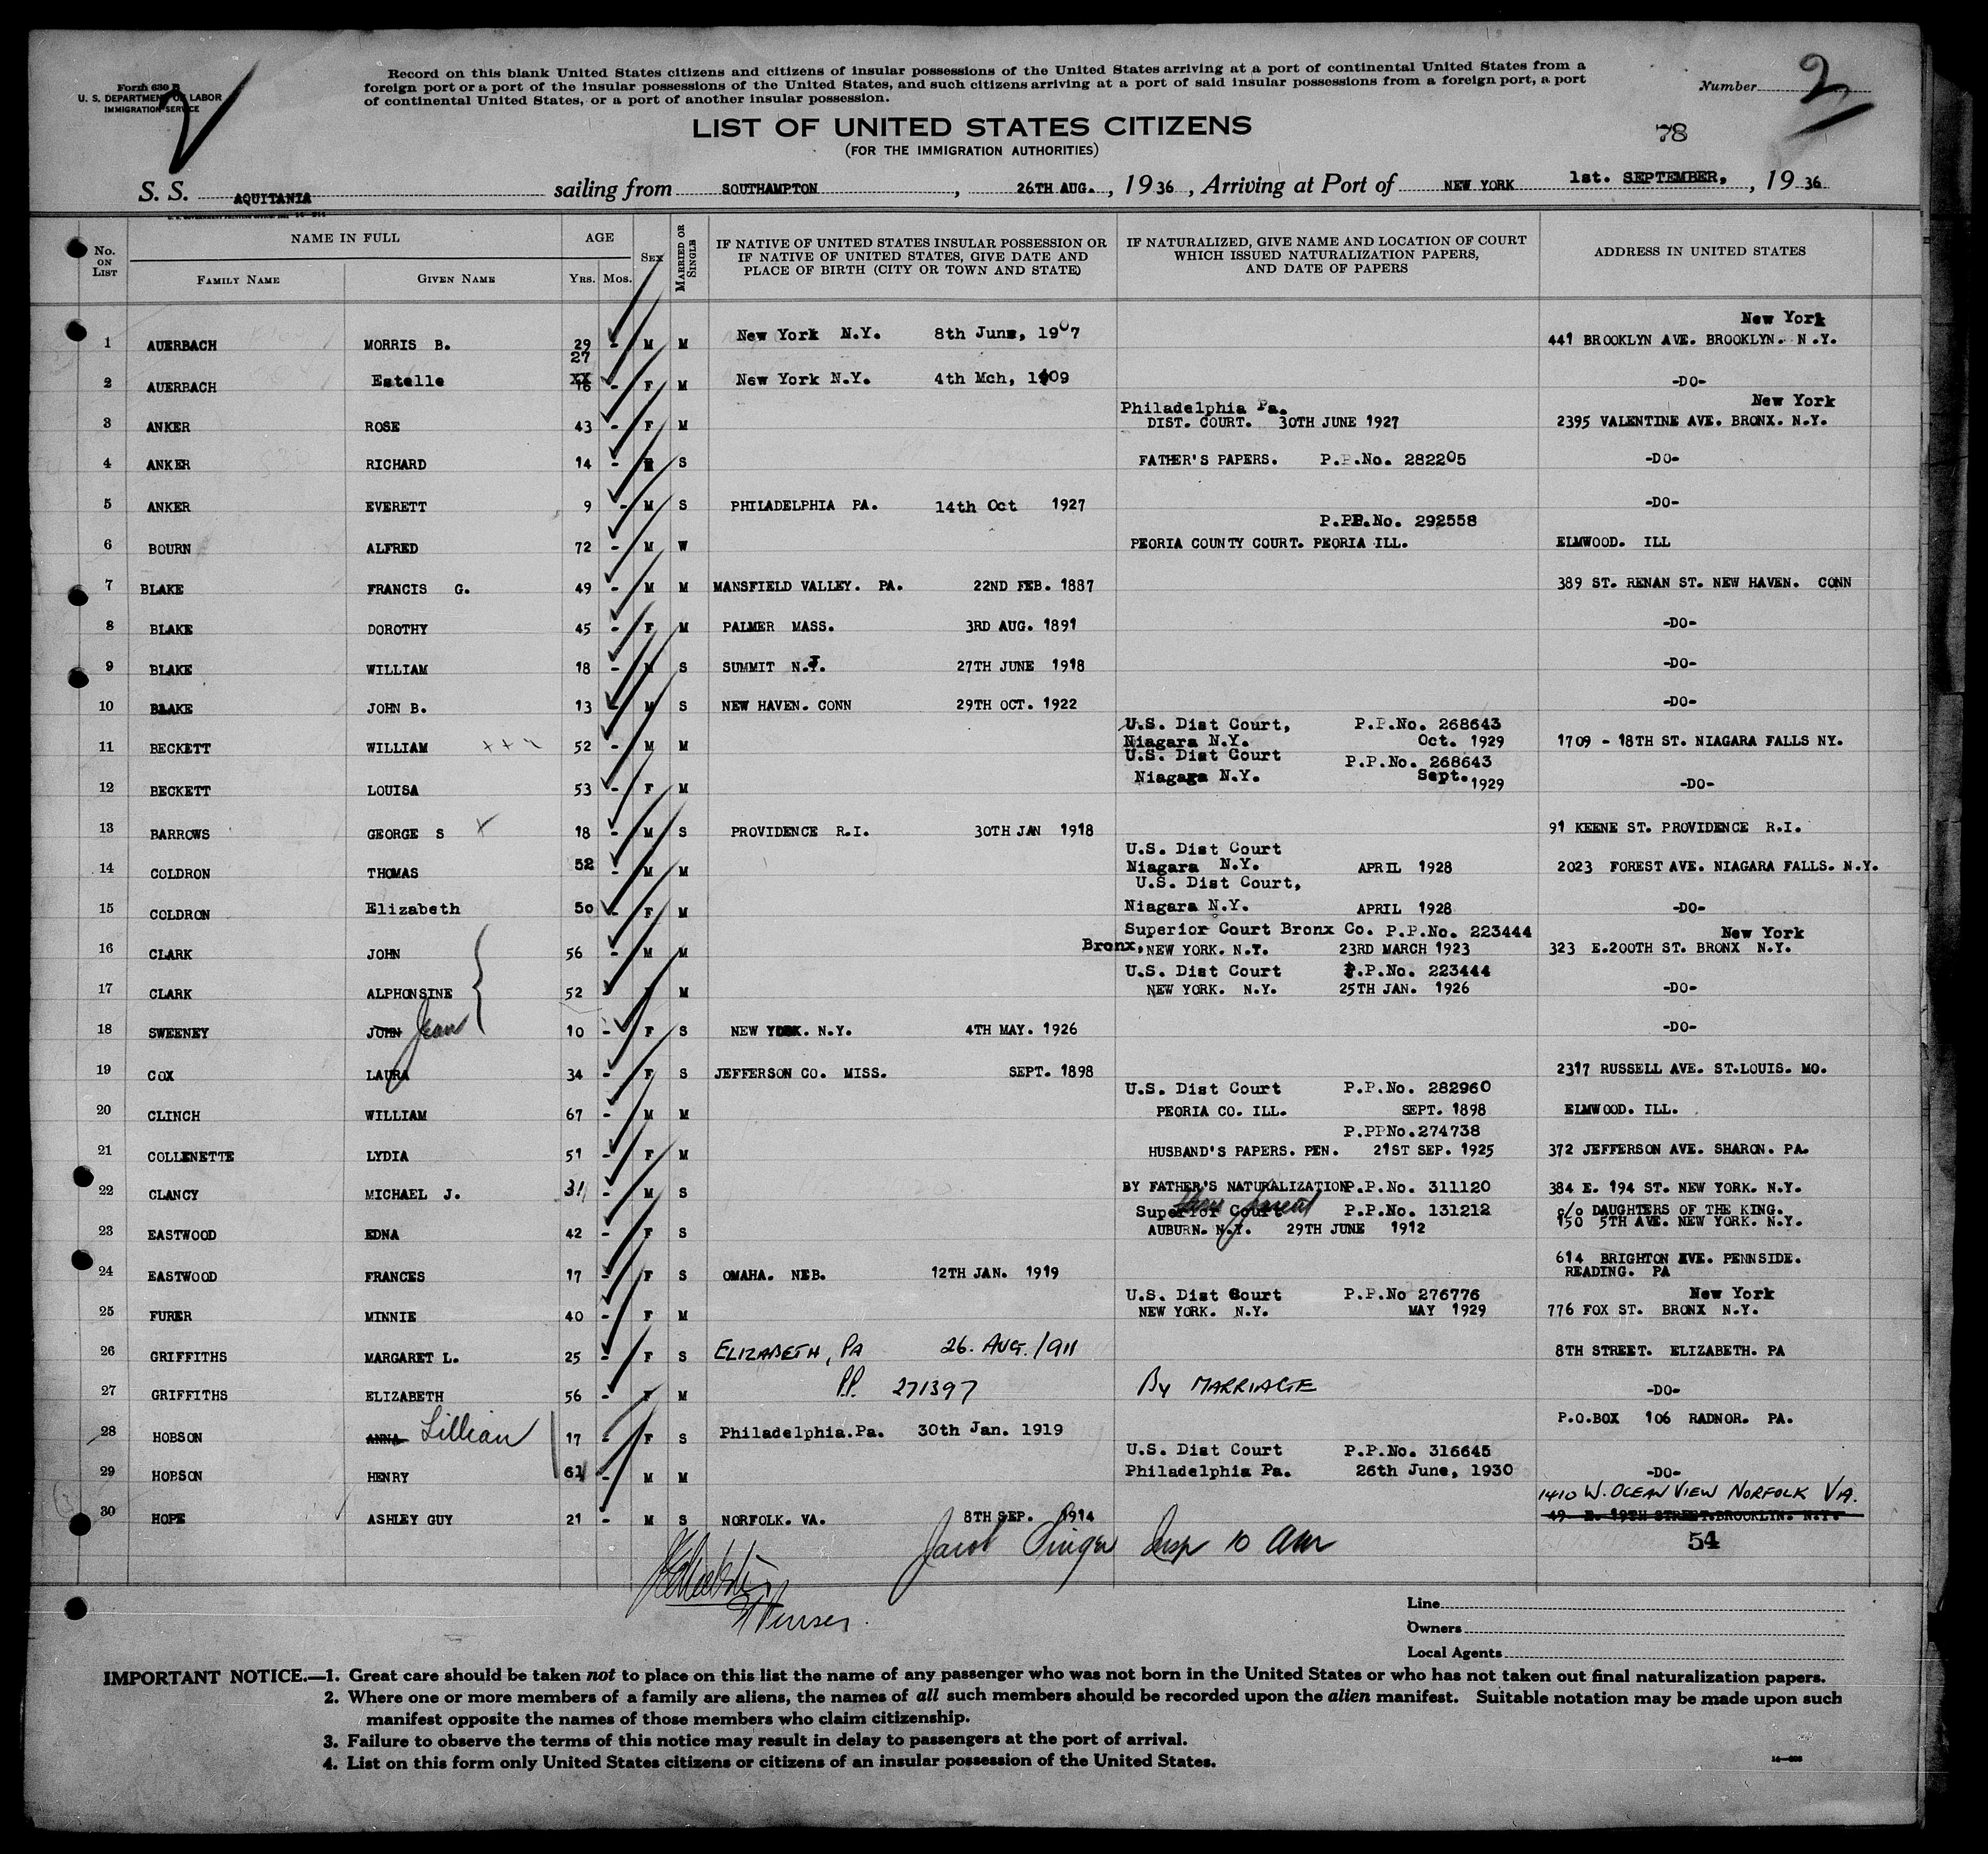 Form 630 B
U. S. DEPARTMENT OF LABOR
IMMIGRATION SERVICE
Record on this blank United States citizens and citizens of insular possessions of the United States arriving at a port of continental United States from a
foreign port or a port of the insular possessions of the United States, and such citizens arriving at a port of said insular possessions from a foreign port, a port
of continental United States, or a port of another insular possession.
Number 2
LIST OF UNITED STATES CITIZENS
(FOR THE IMMIGRATION AUTHORITIES)
78
S. S. AQUITANIA sailing from SOUTHAMPTON, 26TH AUG., 1936, Arriving at Port of NEW YORK 1st. SEPTEMBER, , 1936
No. ON LIST NAME IN FULL AGE SEX MARRIED OR SINGLE IF NATIVE OF UNITED STATES INSULAR POSSESSION OR IF NATIVE OF UNITED STATES, GIVE DATE AND PLACE OF BIRTH (CITY OR TOWN AND STATE) IF NATURALIZED, GIVE NAME AND LOCATION OF COURT WHICH ISSUED NATURALIZATION PAPERS, AND DATE OF PAPERS ADDRESS IN UNITED STATES
FAMILY NAME GIVEN NAME YRS. MOS.
New York
1 AUERBACH MORRIS B. 29 - M M New York N.Y. 8th June, 1907 441 BROOKLYN AVE. BROOKLYN. N.Y.
27
2 AUERBACH Estelle 16 - F M New York N.Y. 4th Mch, 1909 -DO-
Philadelphia Pa. New York
3 ANKER ROSE 43 - F M DIST. COURT. 30TH JUNE 1927 2395 VALENTINE AVE. BRONX. N.Y.
4 ANKER RICHARD 14 - S FATHER'S PAPERS. P.P.No. 282205 -DO-
5 ANKER EVERETT 9 - M S PHILADELPHIA PA. 14th Oct 1927 -DO-
P.PP.No. 292558
6 BOURN ALFRED 72 - M W PEORIA COUNTY COURT. PEORIA ILL. ELMWOOD. ILL
7 BLAKE FRANCIS G. 49 - M M MANSFIELD VALLEY. PA. 22ND FEB. 1887 389 ST. RENAN ST. NEW HAVEN. CONN
8 BLAKE DOROTHY 45 - F M PALMER MASS. 3RD AUG. 1891 -DO-
9 BLAKE WILLIAM 18 - M S SUMMIT N.J. 27TH JUNE 1918 -DO-
10 BLAKE JOHN B. 13 - M S NEW HAVEN. CONN 29TH OCT. 1922 -DO-
U.S. Dist Court, P.P.No. 268643
11 BECKETT WILLIAM 52 - M M Niagara N.Y. Oct. 1929 1709 - 18TH ST. NIAGARA FALLS NY.
U.S. Dist Court P.P.No. 268643
12 BECKETT LOUISA 53 - F M Niagara N.Y. Sept. 1929 -DO-
13 BARROWS GEORGE S 18 - M S PROVIDENCE R.I. 30TH JAN 1918 91 KEENE ST. PROVIDENCE R.I.
U.S. Dist Court
14 COLDRON THOMAS 52 - M M Niagara N.Y. APRIL 1928 2023 FOREST AVE. NIAGARA FALLS. N.Y.
U.S. Dist Court,
15 COLDRON Elizabeth 50 - F M Niagara N.Y. APRIL 1928 -DO-
Superior Court Bronx Co. P.P.No. 223444 New York
16 CLARK JOHN 56 - M M Bronx, NEW YORK. N.Y. 23RD MARCH 1923 323 E.200TH ST. BRONX N.Y.
U.S. Dist Court P.P.No. 223444
17 CLARK ALPHONSINE 52 - F M NEW YORK. N.Y. 25TH JAN. 1926 -DO-
18 SWEENEY JOHN Jean 10 - F S NEW YORK. N.Y. 4TH MAY. 1926 -DO-
19 COX LAURA 34 - F S JEFFERSON CO. MISS. SEPT. 1898 2317 RUSSELL AVE. ST.LOUIS. MO.
U.S. Dist Court P.P.No. 282960
20 CLINCH WILLIAM 67 - M M PEORIA CO. ILL. SEPT. 1898 ELMWOOD. ILL.
P.PPNo.274738
21 COLLENETTE LYDIA 51 - F M HUSBAND'S PAPERS. PEN. 21ST SEP. 1925 372 JEFFERSON AVE. SHARON. PA.
22 CLANCY MICHAEL J. 31 - M S BY FATHER'S NATURALIZATION P.P.No. 311120 384 E. 194 ST. NEW YORK. N.Y.
Superior Court P.P.No. 131212 c/o DAUGHTERS OF THE KING.
23 EASTWOOD EDNA 42 - F S AUBURN. N.Y. 29TH JUNE 1912 150 5TH AVE. NEW YORK. N.Y.
614 BRIGHTON AVE. PENNSIDE.
24 EASTWOOD FRANCES 17 - F S OMAHA. NEB. 12TH JAN. 1919 READING. PA
U.S. Dist Court P.P.No 276776 New York
25 FURER MINNIE 40 - F M NEW YORK. N.Y. MAY 1929 776 FOX ST. BRONX N.Y.
26 GRIFFITHS MARGARET L. 25 - F S ELIZABETH, PA 26. AUG. 1911 8TH STREET. ELIZABETH. PA
27 GRIFFITHS ELIZABETH 56 - F M P.P. 271397 By MARRIAGE -DO-
28 HOBSON ANNA Lillian 17 - F S Philadelphia.Pa. 30th Jan. 1919 P.O.BOX 106 RADNOR. PA.
U.S. Dist Court P.P.No. 316645
29 HOBSON HENRY 61 - M M Philadelphia Pa. 26th June, 1930 -DO-
1410 W. OCEAN VIEW NORFOLK VA.
30 HOPE ASHLEY GUY 21 - M S NORFOLK. VA. 8TH SEP. 1914 49 E. 19TH STREET.BROOKLYN. N.Y.
Jacob Singer Insp 10 am 54
Line
Owners
Local Agents
IMPORTANT NOTICE.—1. Great care should be taken not to place on this list the name of any passenger who was not born in the United States or who has not taken out final naturalization papers.
2. Where one or more members of a family are aliens, the names of all such members should be recorded upon the alien manifest. Suitable notation may be made upon such
manifest opposite the names of those members who claim citizenship.
3. Failure to observe the terms of this notice may result in delay to passengers at the port of arrival.
4. List on this form only United States citizens or citizens of an insular possession of the United States.